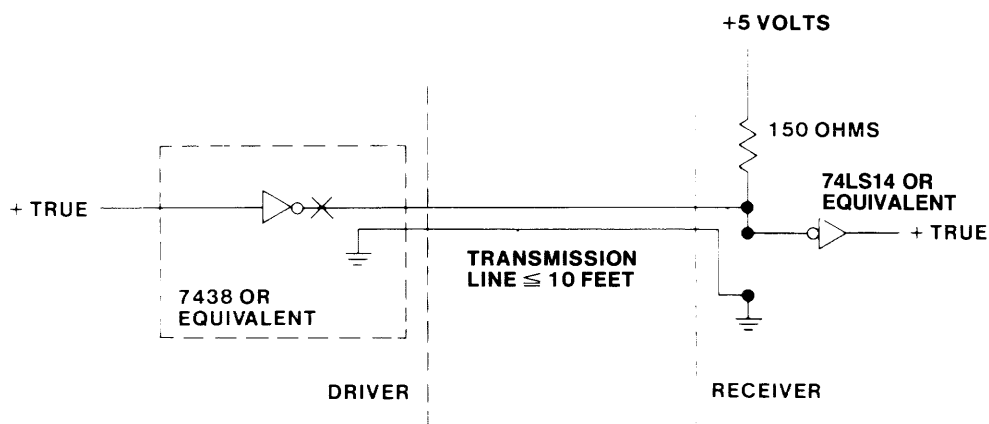 +5 VOLTS
150 OHMS
74LS14 OR
EQUIVALENT
+ TRUE
+ TRUE
TRANSMISSION
LINE ≦ 10 FEET
7438 OR
EQUIVALENT
DRIVER
RECEIVER